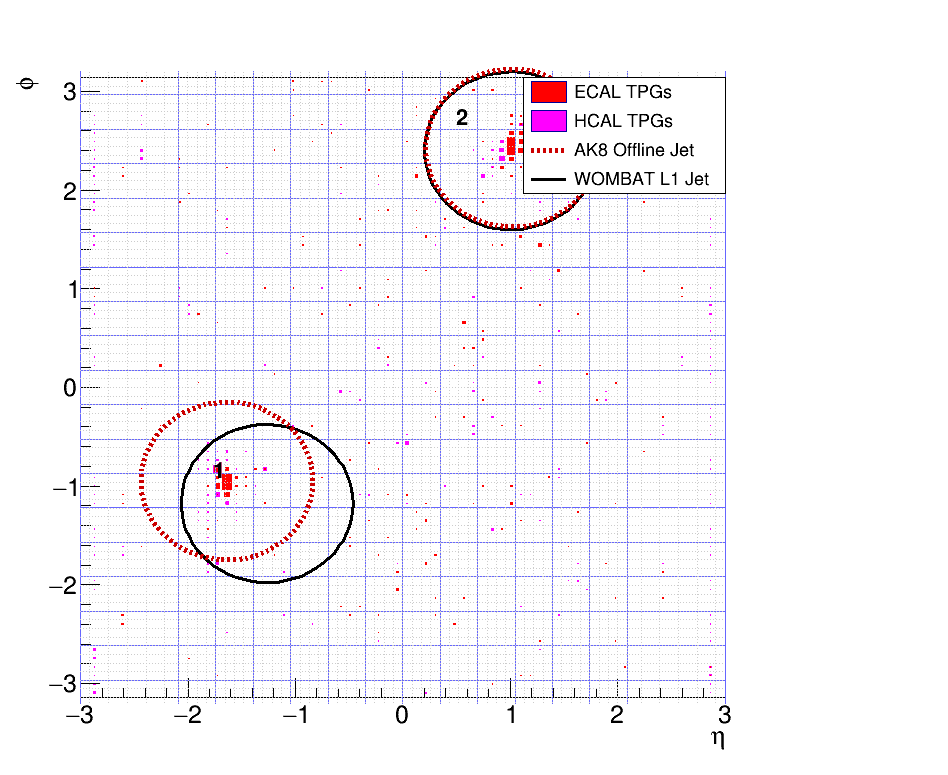 φ
3
2
1
0
−1
−2
−3
−3 −2 −1 0 1 2 3
η
2
1
ECAL TPGs
HCAL TPGs
AK8 Offline Jet
WOMBAT L1 Jet